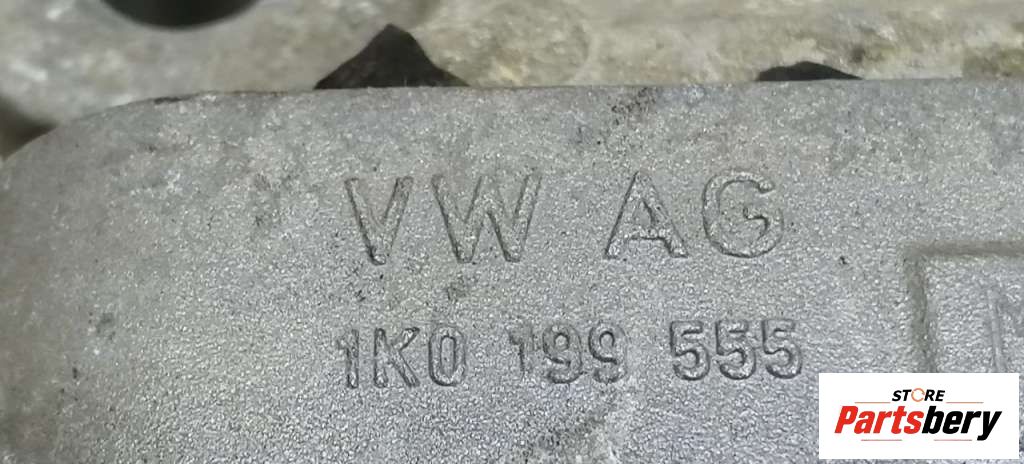 VW AG
1K0 199 555
STORE
Partsbery